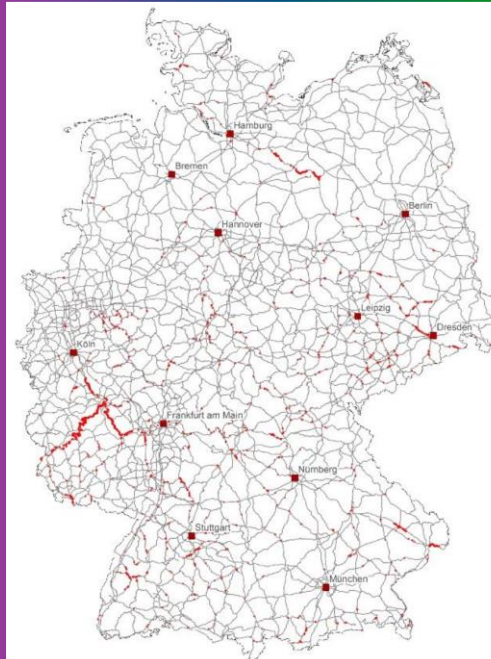 Hamburg
Bremen
Berlin
Hannover
Leipzig
Dresden
Köln
Frankfurt am Main
Nürnberg
Stuttgart
München